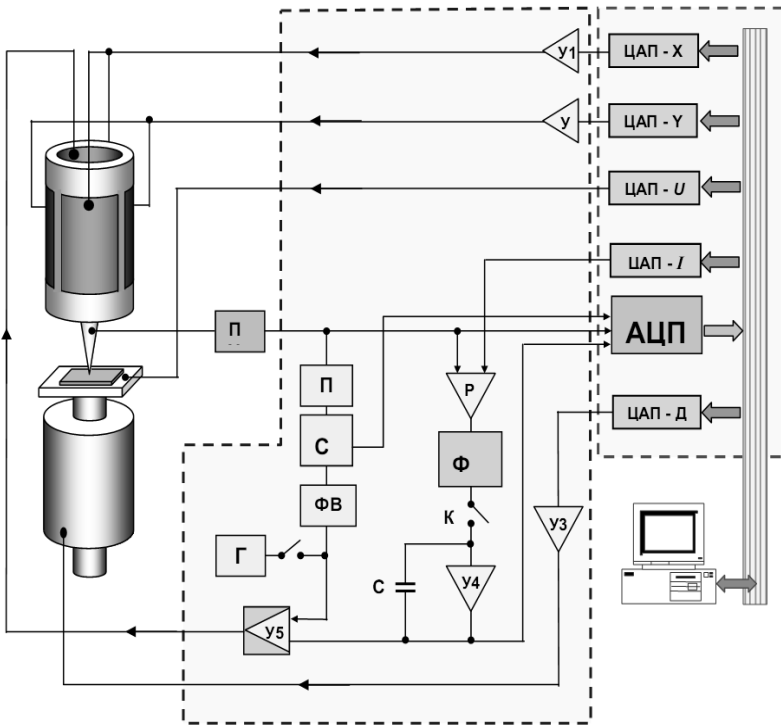 У1
ЦАП - X
У
ЦАП - Y
ЦАП - U
ЦАП - I
П
АЦП
П
Р
ЦАП - Д
С
Ф
ФВ
К
У3
Г
С
У4
У5